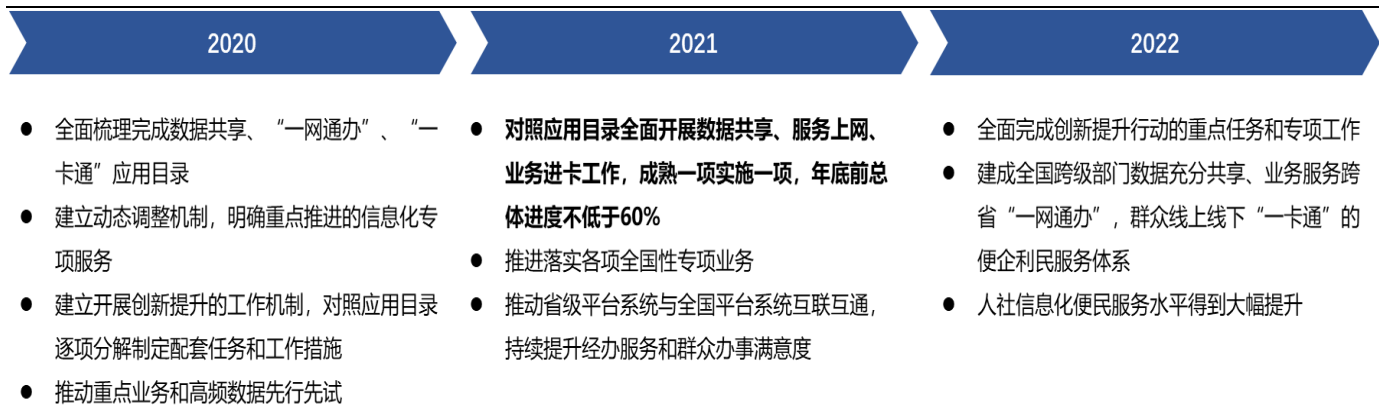 2020
全面梳理完成数据共享、“一网通办”、“一
卡通”应用目录
建立动态调整机制，明确重点推进的信息化专
项服务
建立开展创新提升的工作机制，对照应用目录
逐项分解制定配套任务和工作措施
推动重点业务和高频数据先行先试
2021
对照应用目录全面开展数据共享、服务上网、
业务进卡工作，成熟一项实施一项，年底前总
体进度不低于60%
推进落实各项全国性专项业务
推动省级平台系统与全国平台系统互联互通，
持续提升经办服务和群众办事满意度
2022
全面完成创新提升行动的重点任务和专项工作
建成全国跨级部门数据充分共享、业务服务跨
省“一网通办”，群众线上线下“一卡通”的
便企利民服务体系
人社信息化便民服务水平得到大幅提升